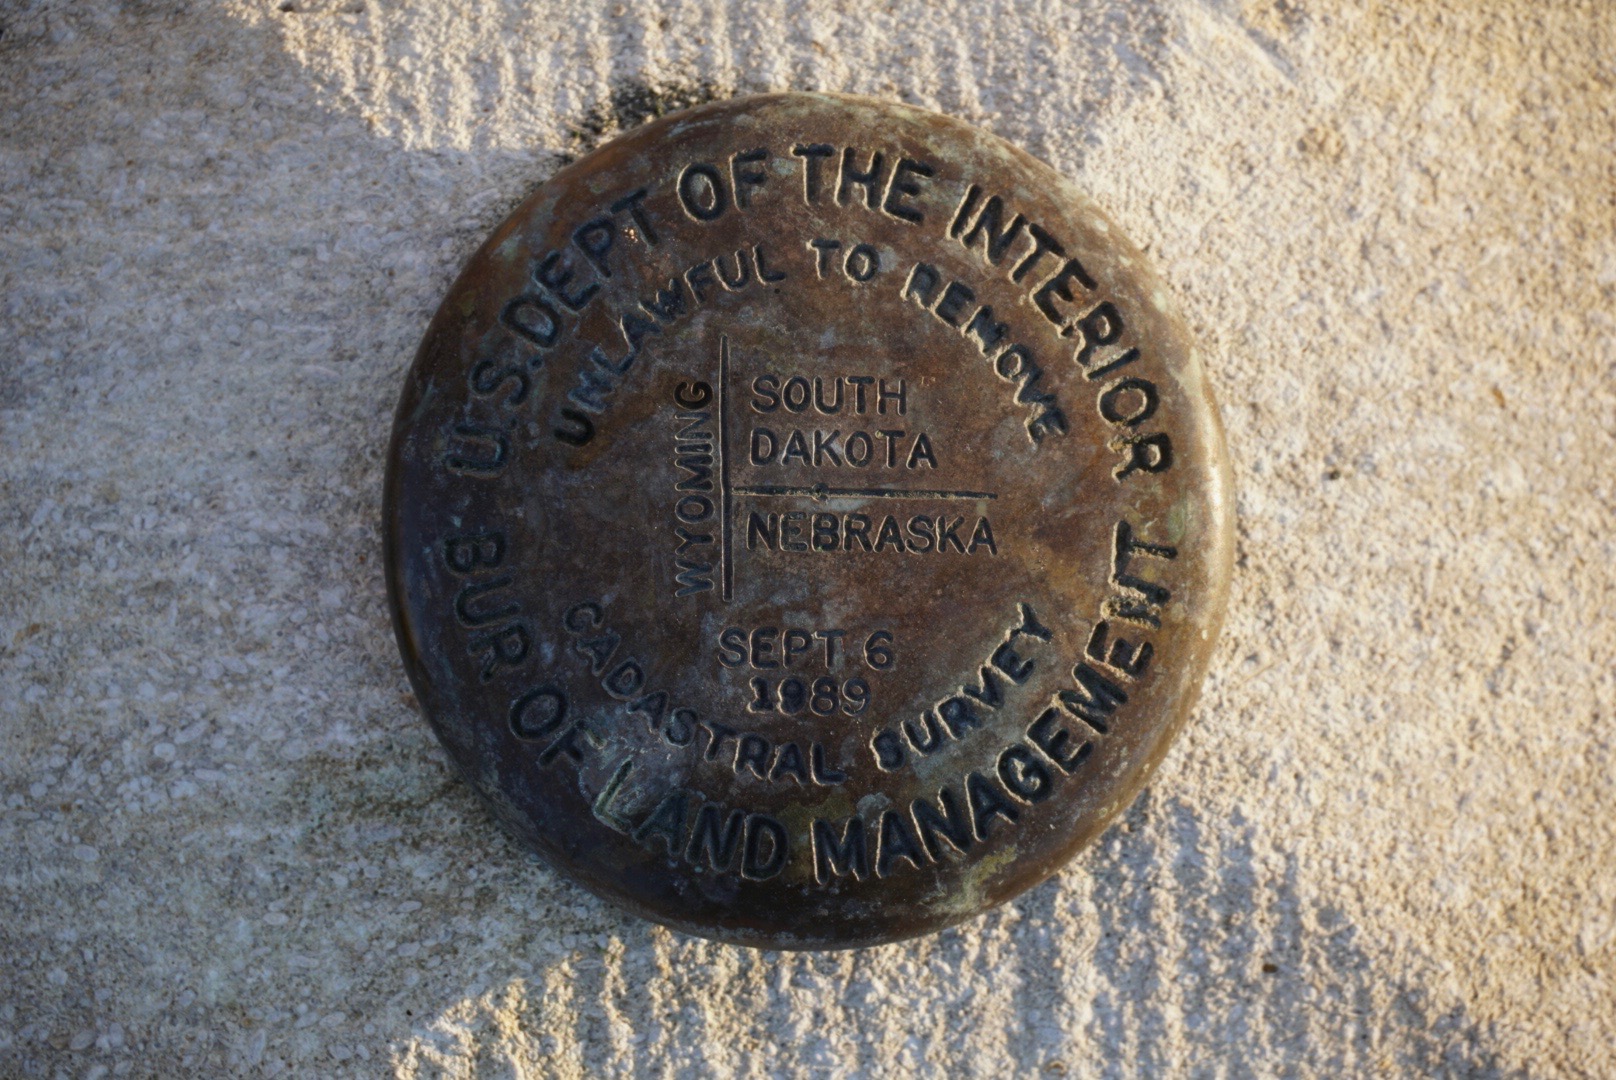 U.S. DEPT OF THE INTERIOR
UNLAWFUL TO REMOVE
WYOMING
SOUTH
DAKOTA
NEBRASKA
SEPT 6
1989
CADASTRAL SURVEY
BUR OF LAND MANAGEMENT